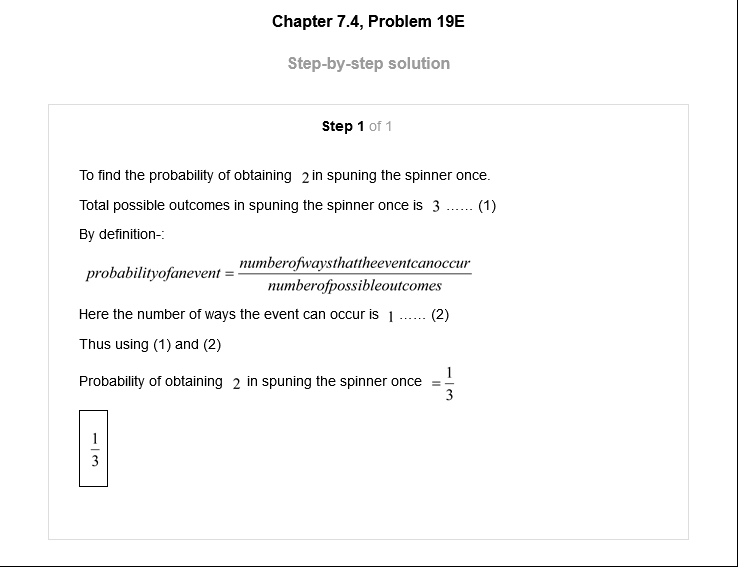 Chapter 7.4, Problem 19E
Step-by-step solution
Step 1 of 1
To find the probability of obtaining 2 in spuning the spinner once.
Total possible outcomes in spuning the spinner once is 3 ...... (1)
By definition-:
probabilityofanevent = numberofwaysthattheeventcanoccur
numberofpossibleoutcomes
Here the number of ways the event can occur is 1 ...... (2)
Thus using (1) and (2)
Probability of obtaining 2 in spuning the spinner once = 1
3
1
3